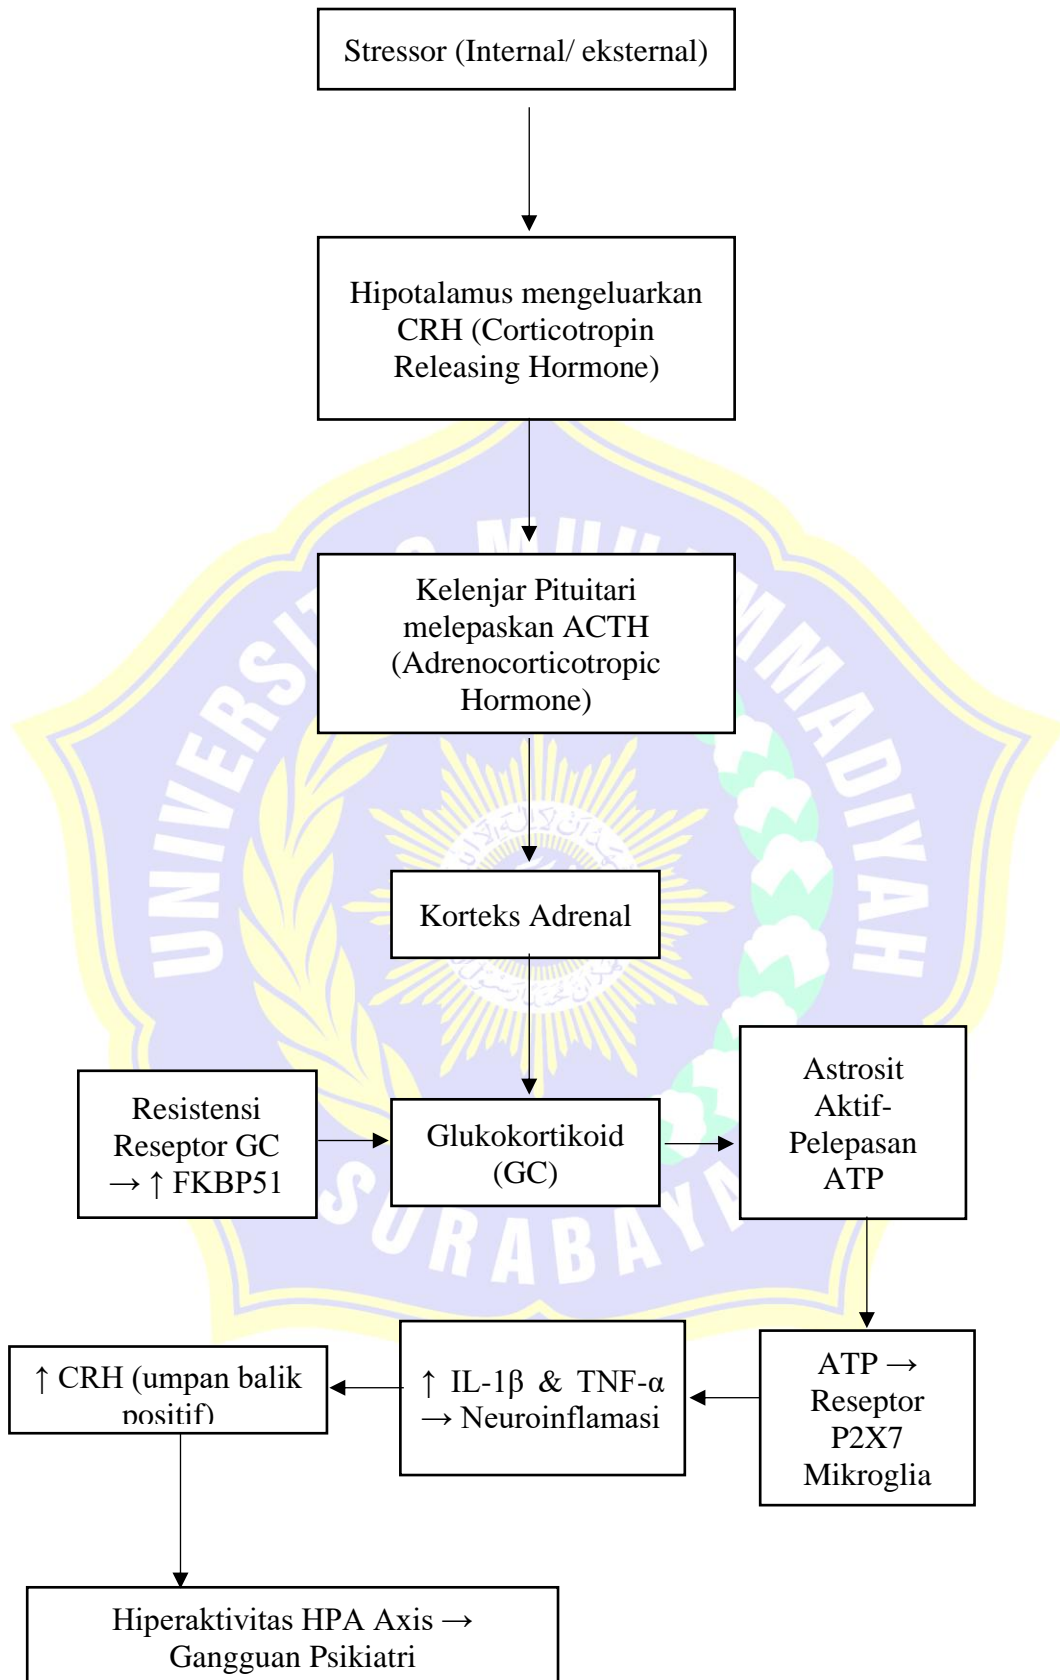 Stressor (Internal/ eksternal)
Hipotalamus mengeluarkan
CRH (Corticotropin
Releasing Hormone)
Kelenjar Pituitari
melepaskan ACTH
(Adrenocorticotropic
Hormone)
Korteks Adrenal
Resistensi
Reseptor GC
→ ↑ FKBP51
Glukokortikoid
(GC)
Astrosit
Aktif-
Pelepasan
ATP
ATP →
Reseptor
P2X7
Mikroglia
↑ IL-1β & TNF-α
→ Neuroinflamasi
↑ CRH (umpan balik
positif)
Hiperaktivitas HPA Axis →
Gangguan Psikiatri
MUHAMMADIYAH
SURABAYA